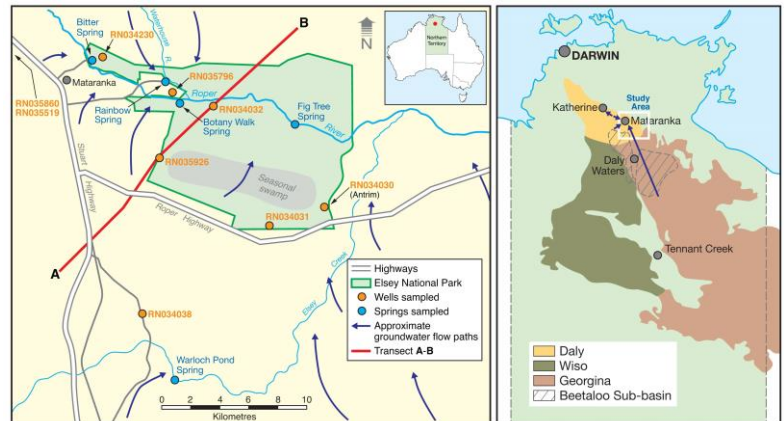 Bitter
Spring
RN034230
Waterhouse R.
B
N
Northern
Territory
Mataranka
RN035796
RN035860
RN035519
Rainbow
Spring
Roper
RN034032
Botany Walk
Spring
Fig Tree
Spring
River
Stuart
Highway
RN035926
Seasonal
swamp
RN034030
(Antrim)
Roper Highway
RN034031
A
Elsey
Creek
RN034038
Warloch Pond
Spring
Highways
Elsey National Park
Wells sampled
Springs sampled
Approximate
groundwater flow paths
Transect A-B
0 2 4 6 8 10
Kilometres
DARWIN
Study
Area
Katherine
Mataranka
Daly
Waters
Tennant Creek
Daly
Wiso
Georgina
Beetaloo Sub-basin